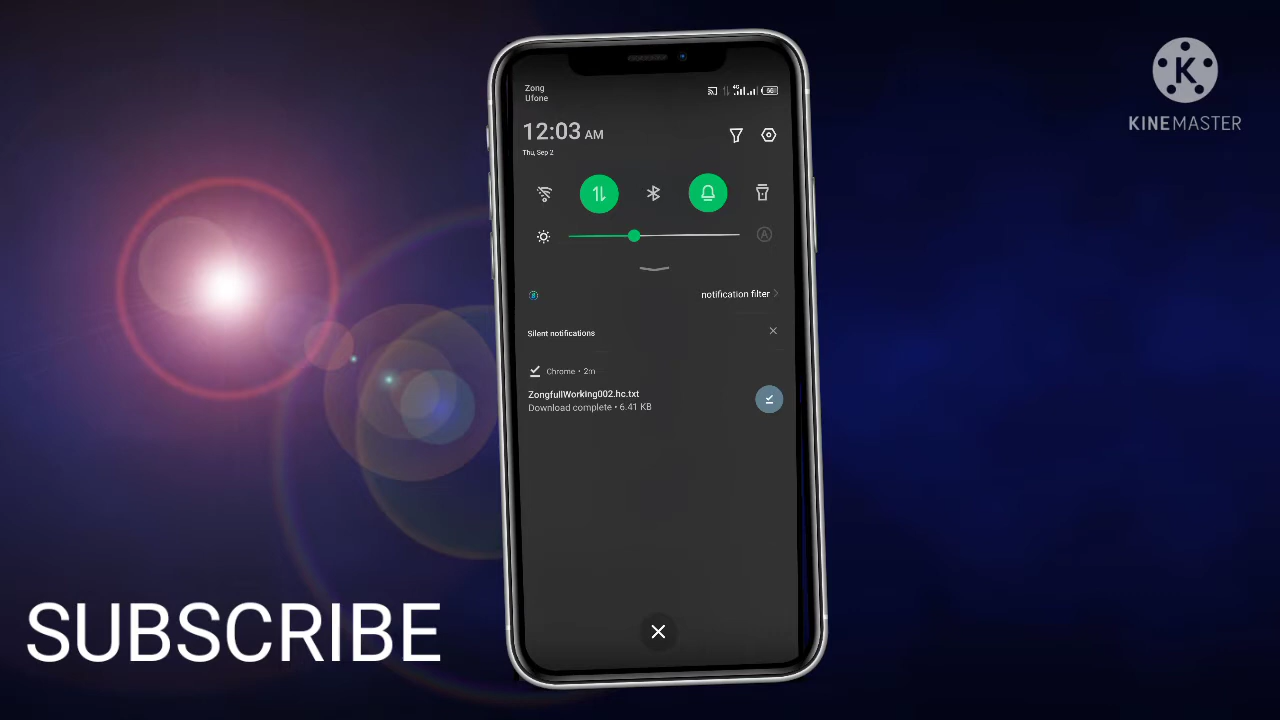 KINEMASTER
Zong
Ufone
4G
12:03 AM
Thu, Sep 2
notification filter
Silent notifications
Chrome • 2m
ZongfullWorking002.hc.txt
Download complete • 6.41 KB
SUBSCRIBE